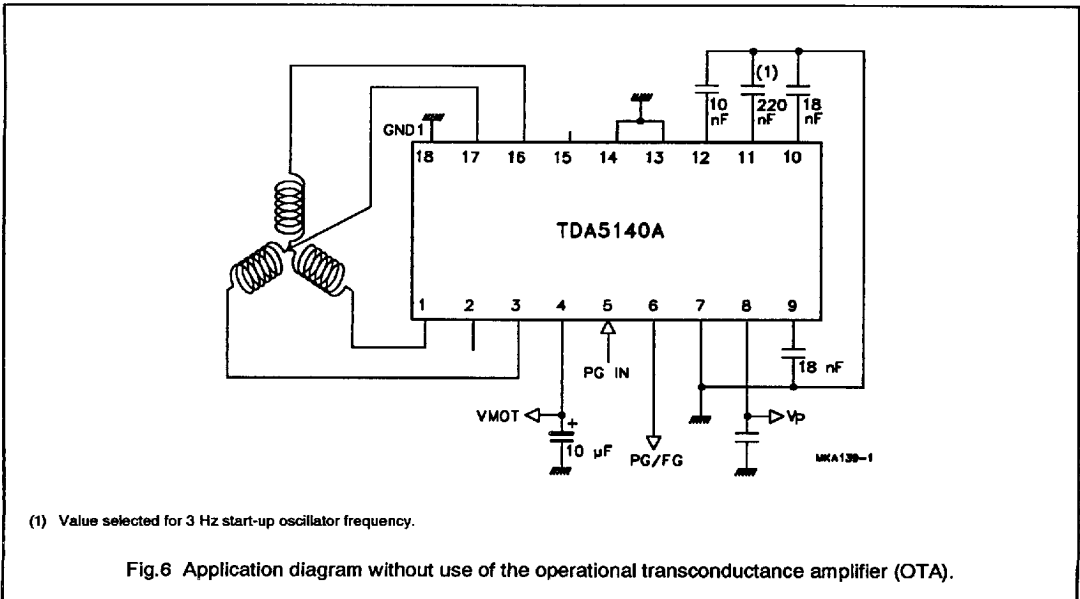 (1)
10 nF 220 nF 18 nF
GND1
18 17 16 15 14 13 12 11 10
TDA5140A
1 2 3 4 5 6 7 8 9
18 nF
PG IN
VMOT
+
10 µF
PG/FG
VP
MKA139-1
(1) Value selected for 3 Hz start-up oscillator frequency.
Fig.6 Application diagram without use of the operational transconductance amplifier (OTA).